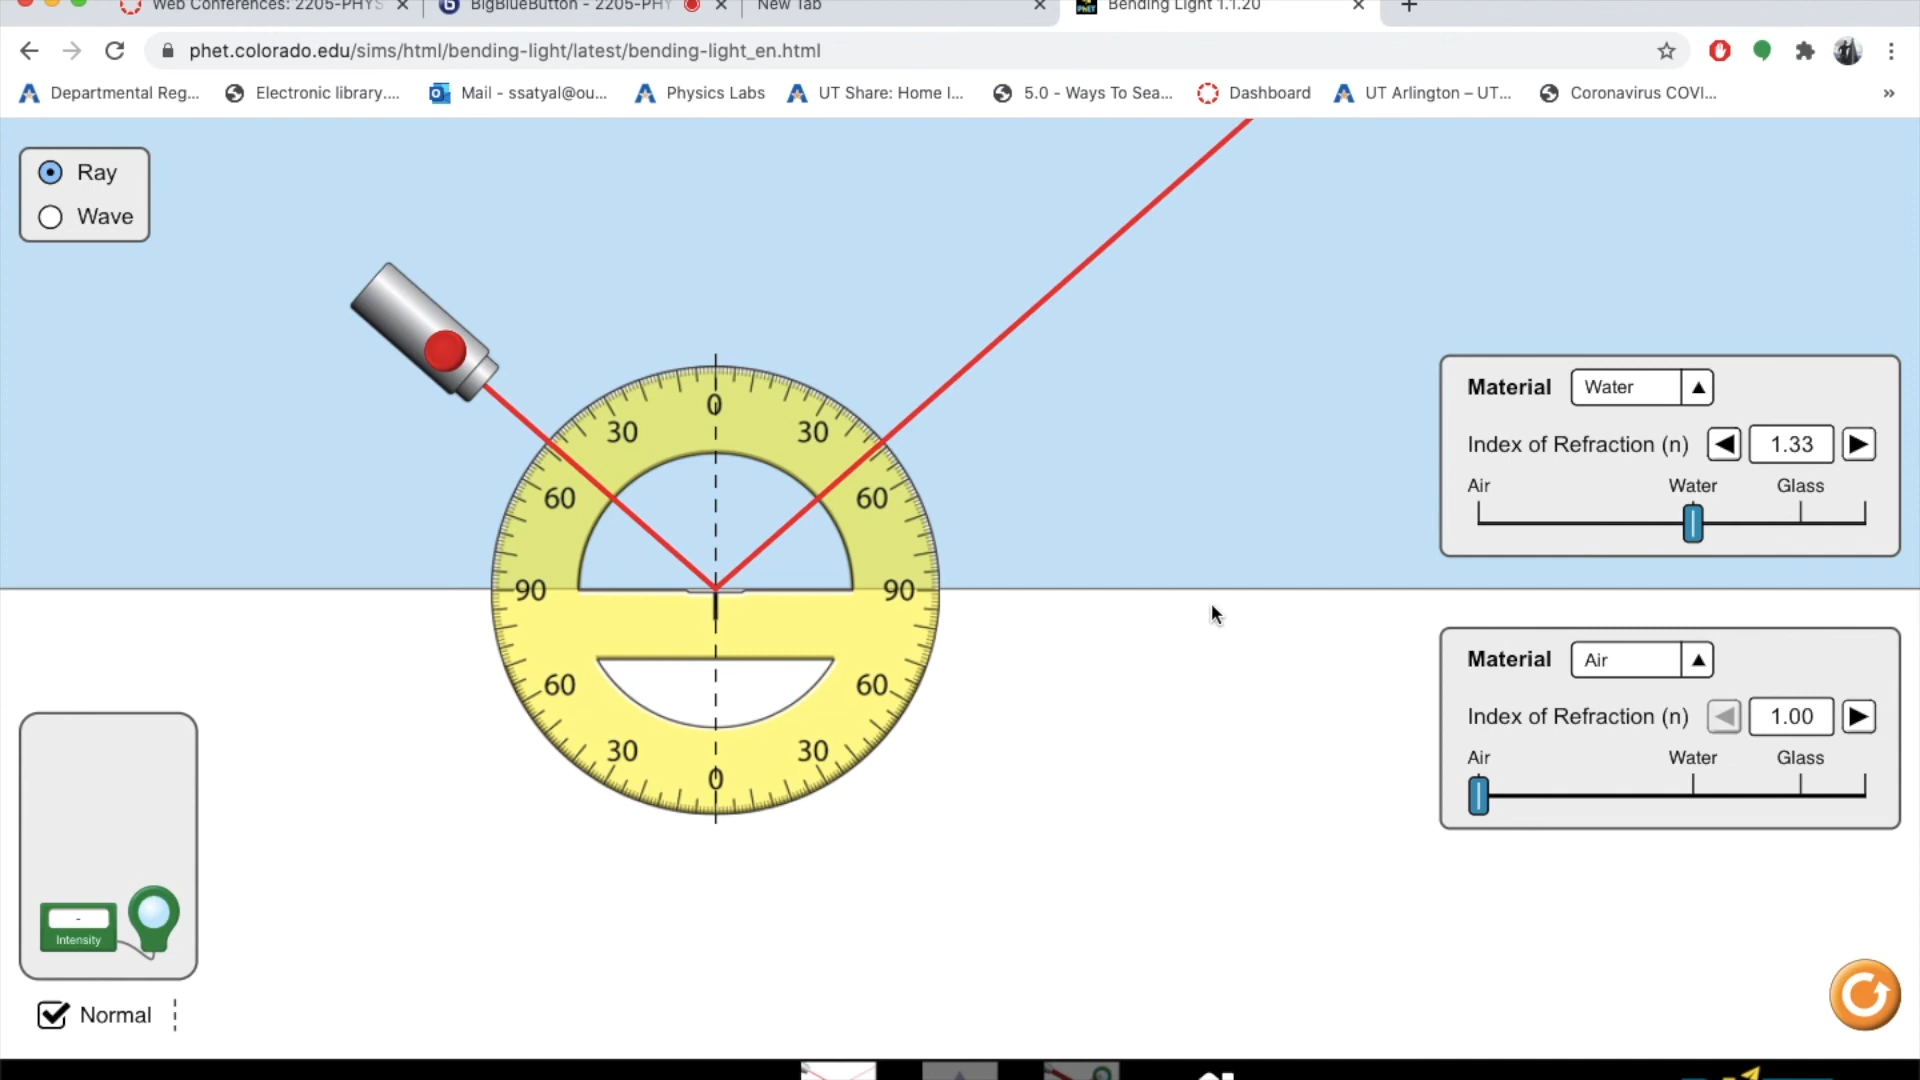 Web Conferences: 2205-PHYS
BigBlueButton - 2205-PHY
New Tab
Bending Light 1.1.20
phet.colorado.edu/sims/html/bending-light/latest/bending-light_en.html
Departmental Reg...
Electronic library....
Mail - ssatyal@ou...
Physics Labs
UT Share: Home I...
5.0 - Ways To Sea...
Dashboard
UT Arlington – UT...
Coronavirus COVI...
»
Ray
Wave
0
30 30
60 60
90 90
60 60
30 30
0
Material Water
Index of Refraction (n) 1.33
Air Water Glass
Material Air
Index of Refraction (n) 1.00
Air Water Glass
-
Intensity
Normal